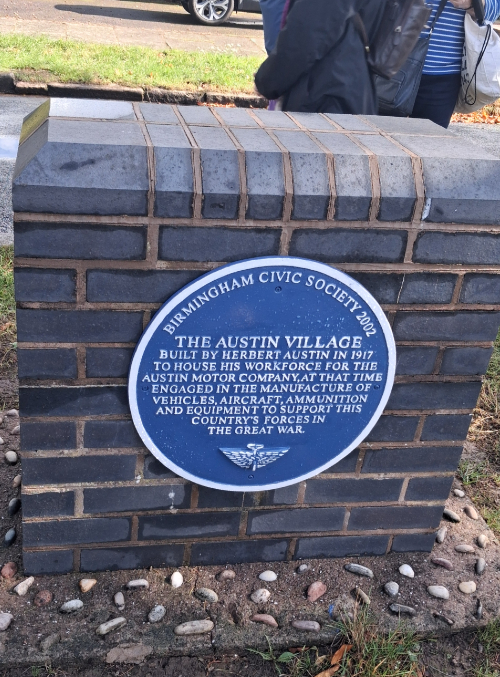 BIRMINGHAM CIVIC SOCIETY 2002
THE AUSTIN VILLAGE
BUILT BY HERBERT AUSTIN IN 1917
TO HOUSE HIS WORKFORCE FOR THE
AUSTIN MOTOR COMPANY, AT THAT TIME
ENGAGED IN THE MANUFACTURE OF
VEHICLES, AIRCRAFT, AMMUNITION
AND EQUIPMENT TO SUPPORT THIS
COUNTRY'S FORCES IN
THE GREAT WAR.